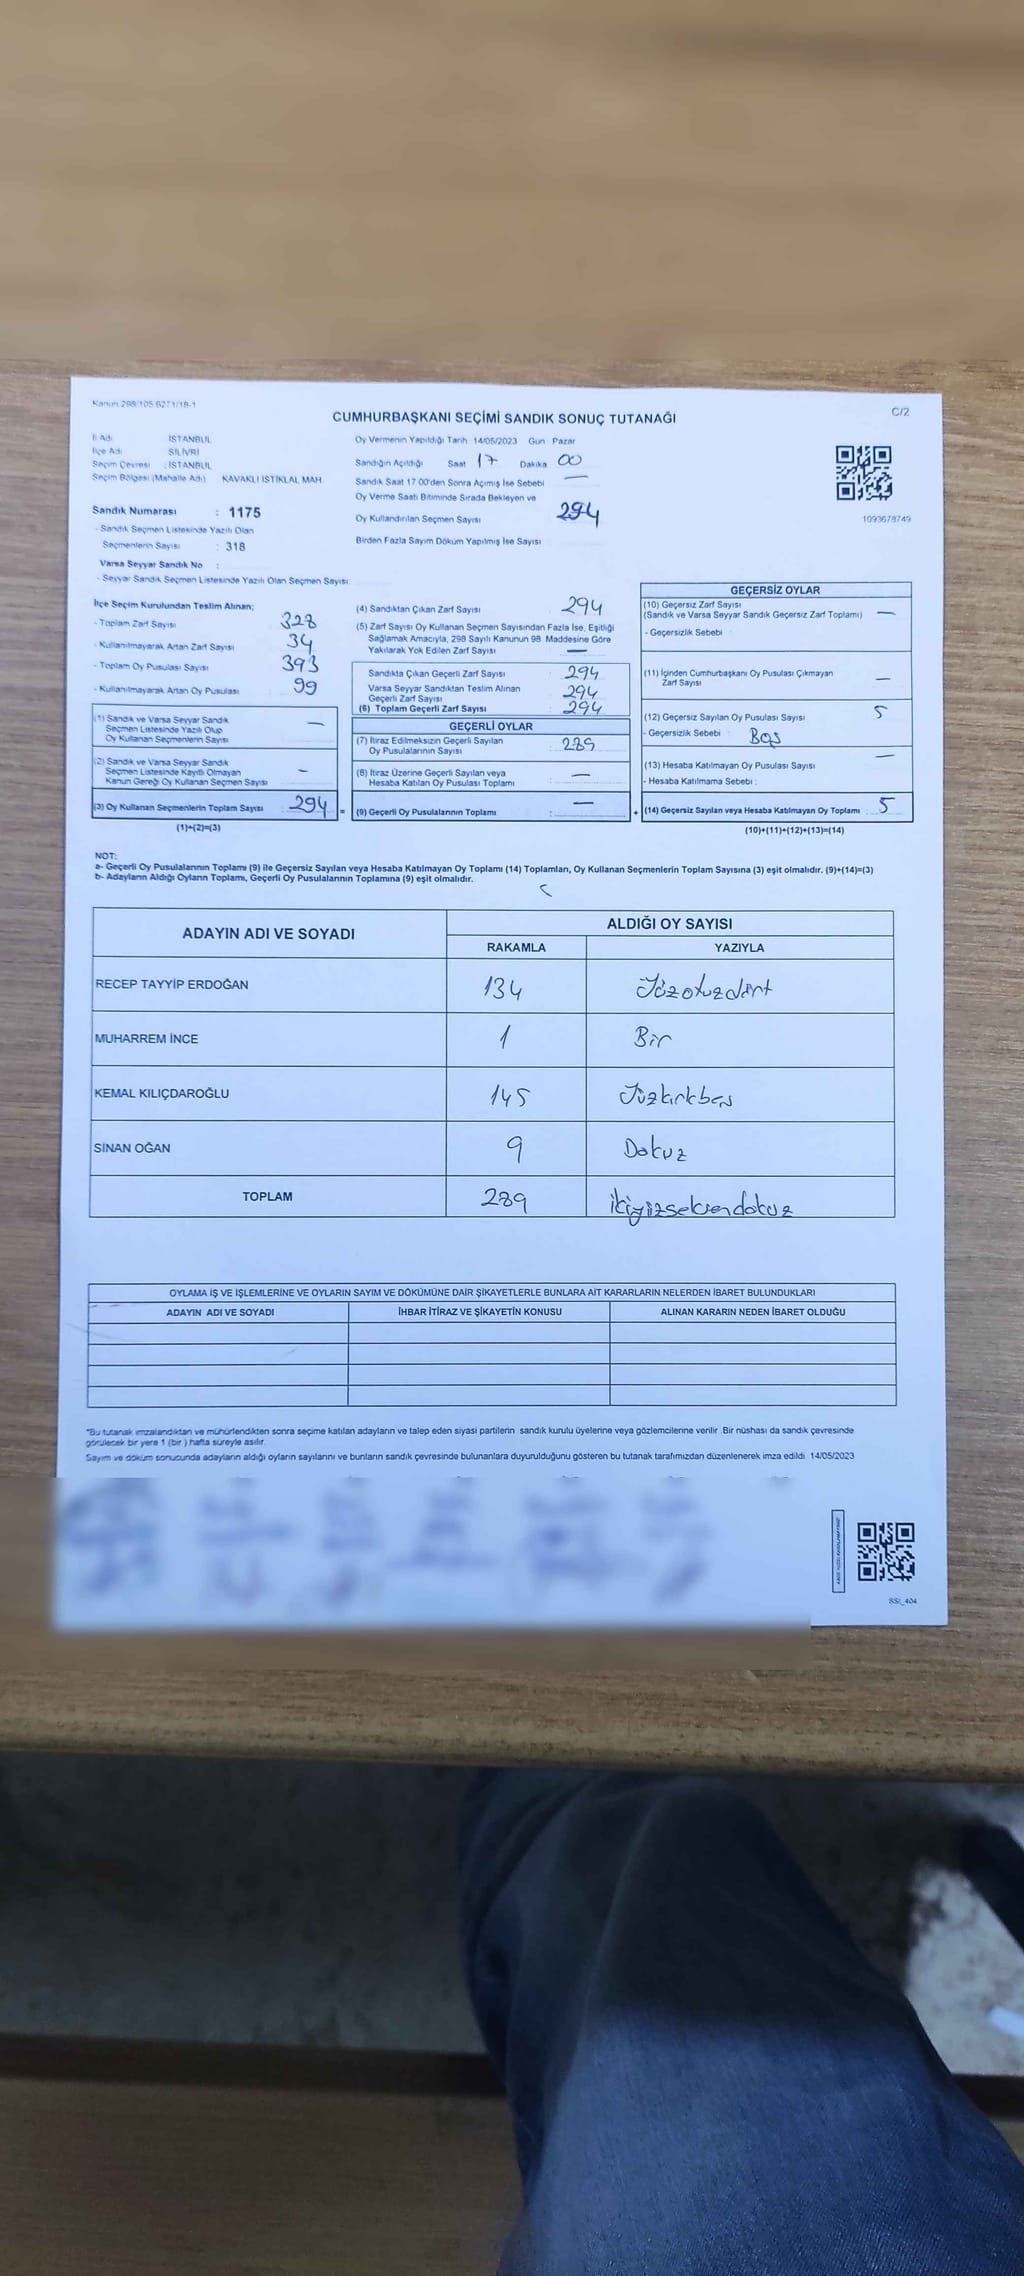 Kanun 298/105 6271/18-1
CUMHURBAŞKANI SEÇİMİ SANDIK SONUÇ TUTANAĞI
C/2
İl Adı İSTANBUL
İlçe Adı SİLİVRİ
Seçim Çevresi : İSTANBUL
Seçim Bölgesi (Mahalle Adı) KAVAKLI İSTİKLAL MAH
Sandık Numarası : 1175
- Sandık Seçmen Listesinde Yazılı Olan
Seçmenlerin Sayısı : 318
Varsa Seyyar Sandık No :
- Seyyar Sandık Seçmen Listesinde Yazılı Olan Seçmen Sayısı:
Oy Vermenin Yapıldığı Tarih 14/05/2023 Gün Pazar
Sandığın Açıldığı Saat 17 Dakika 00
Sandık Saat 17 00'den Sonra Açımış İse Sebebi —
Oy Verme Saati Bitiminde Sırada Bekleyen ve
Oy Kullandırılan Seçmen Sayısı 294
Birden Fazla Sayım Döküm Yapılmış İse Sayısı
1093678749
İlçe Seçim Kurulundan Teslim Alınan;
- Toplam Zarf Sayısı 328
- Kullanılmayarak Artan Zarf Sayısı 34
- Toplam Oy Pusulası Sayısı 393
- Kullanılmayarak Artan Oy Pusulası 99
(1) Sandık ve Varsa Seyyar Sandık
Seçmen Listesinde Yazılı Olup
Oy Kullanan Seçmenlerin Sayısı —
(2) Sandık ve Varsa Seyyar Sandık
Seçmen Listesinde Kayıtlı Olmayan
Kanun Gereği Oy Kullanan Seçmen Sayısı —
(3) Oy Kullanan Seçmenlerin Toplam Sayısı 294 =
(1)+(2)=(3)
(4) Sandıktan Çıkan Zarf Sayısı 294
(5) Zarf Sayısı Oy Kullanan Seçmen Sayısından Fazla İse, Eşitliği
Sağlamak Amacıyla, 298 Sayılı Kanunun 98. Maddesine Göre
Yakılarak Yok Edilen Zarf Sayısı —
Sandıkta Çıkan Geçerli Zarf Sayısı 294
Varsa Seyyar Sandıktan Teslim Alınan
Geçerli Zarf Sayısı 294
(6) Toplam Geçerli Zarf Sayısı 294
GEÇERLİ OYLAR
(7) İtiraz Edilmeksizin Geçerli Sayılan
Oy Pusulalarının Sayısı 289
(8) İtiraz Üzerine Geçerli Sayılan veya
Hesaba Katılan Oy Pusulası Toplamı —
(9) Geçerli Oy Pusulalarının Toplamı : — +
GEÇERSİZ OYLAR
(10) Geçersiz Zarf Sayısı
(Sandık ve Varsa Seyyar Sandık Geçersiz Zarf Toplamı) —
- Geçersizlik Sebebi
(11) İçinden Cumhurbaşkanı Oy Pusulası Çıkmayan
Zarf Sayısı —
(12) Geçersiz Sayılan Oy Pusulası Sayısı 5
- Geçersizlik Sebebi Boş
(13) Hesaba Katılmayan Oy Pusulası Sayısı —
- Hesaba Katılmama Sebebi :
(14) Geçersiz Sayılan veya Hesaba Katılmayan Oy Toplamı 5
(10)+(11)+(12)+(13)=(14)
NOT:
a- Geçerli Oy Pusulalarının Toplamı (9) ile Geçersiz Sayılan veya Hesaba Katılmayan Oy Toplamı (14) Toplamları, Oy Kullanan Seçmenlerin Toplam Sayısına (3) eşit olmalıdır. (9)+(14)=(3)
b- Adayların Aldığı Oyların Toplamı, Geçerli Oy Pusulalarının Toplamına (9) eşit olmalıdır.
ADAYIN ADI VE SOYADI ALDIĞI OY SAYISI
RAKAMLA YAZIYLA
RECEP TAYYİP ERDOĞAN 134 Yüzotuzdört
MUHARREM İNCE 1 Bir
KEMAL KILIÇDAROĞLU 145 Yüzkırkbeş
SİNAN OĞAN 9 Dokuz
TOPLAM 289 ikiyüzseksendokuz
OYLAMA İŞ VE İŞLEMLERİNE VE OYLARIN SAYIM VE DÖKÜMÜNE DAİR ŞİKAYETLERLE BUNLARA AİT KARARLARIN NELERDEN İBARET BULUNDUKLARI
ADAYIN ADI VE SOYADI İHBAR İTİRAZ VE ŞİKAYETİN KONUSU ALINAN KARARIN NEDEN İBARET OLDUĞU
*Bu tutanak imzalandıktan ve mühürlendikten sonra seçime katılan adayların ve talep eden siyasi partilerin sandık kurulu üyelerine veya gözlemcilerine verilir Bir nüshası da sandık çevresinde
görülecek bir yere 1 (bir) hafta süreyle asılır.
Sayım ve döküm sonucunda adayların aldığı oyların sayılarını ve bunların sandık çevresinde bulunanlara duyurulduğunu gösteren bu tutanak tarafımızdan düzenlenerek imza edildi 14/05/2023
SSI_404